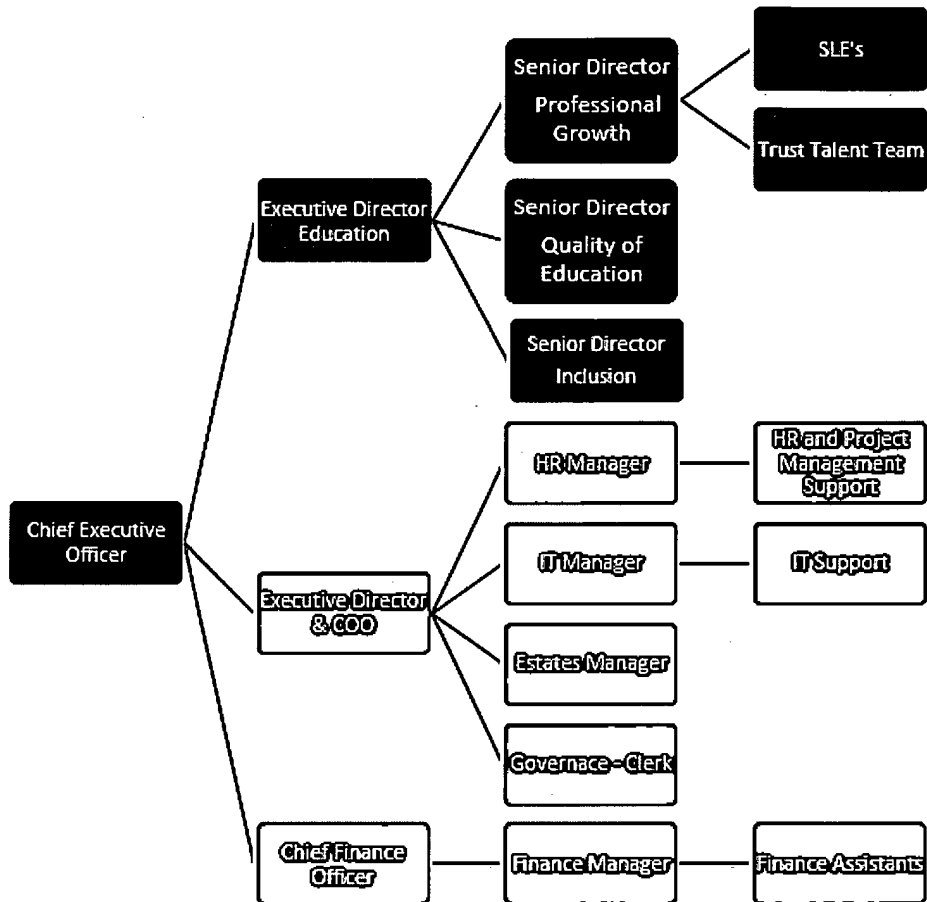 SLE's
Senior Director
Professional
Growth
Trust Talent Team
Executive Director
Education
Senior Director
Quality of
Education
Senior Director
Inclusion
HR Manager
HR and Project
Management
Support
Chief Executive
Officer
IT Manager
IT Support
Executive Director
& COO
Estates Manager
Governace - Clerk
Chief Finance
Officer
Finance Manager
Finance Assistants